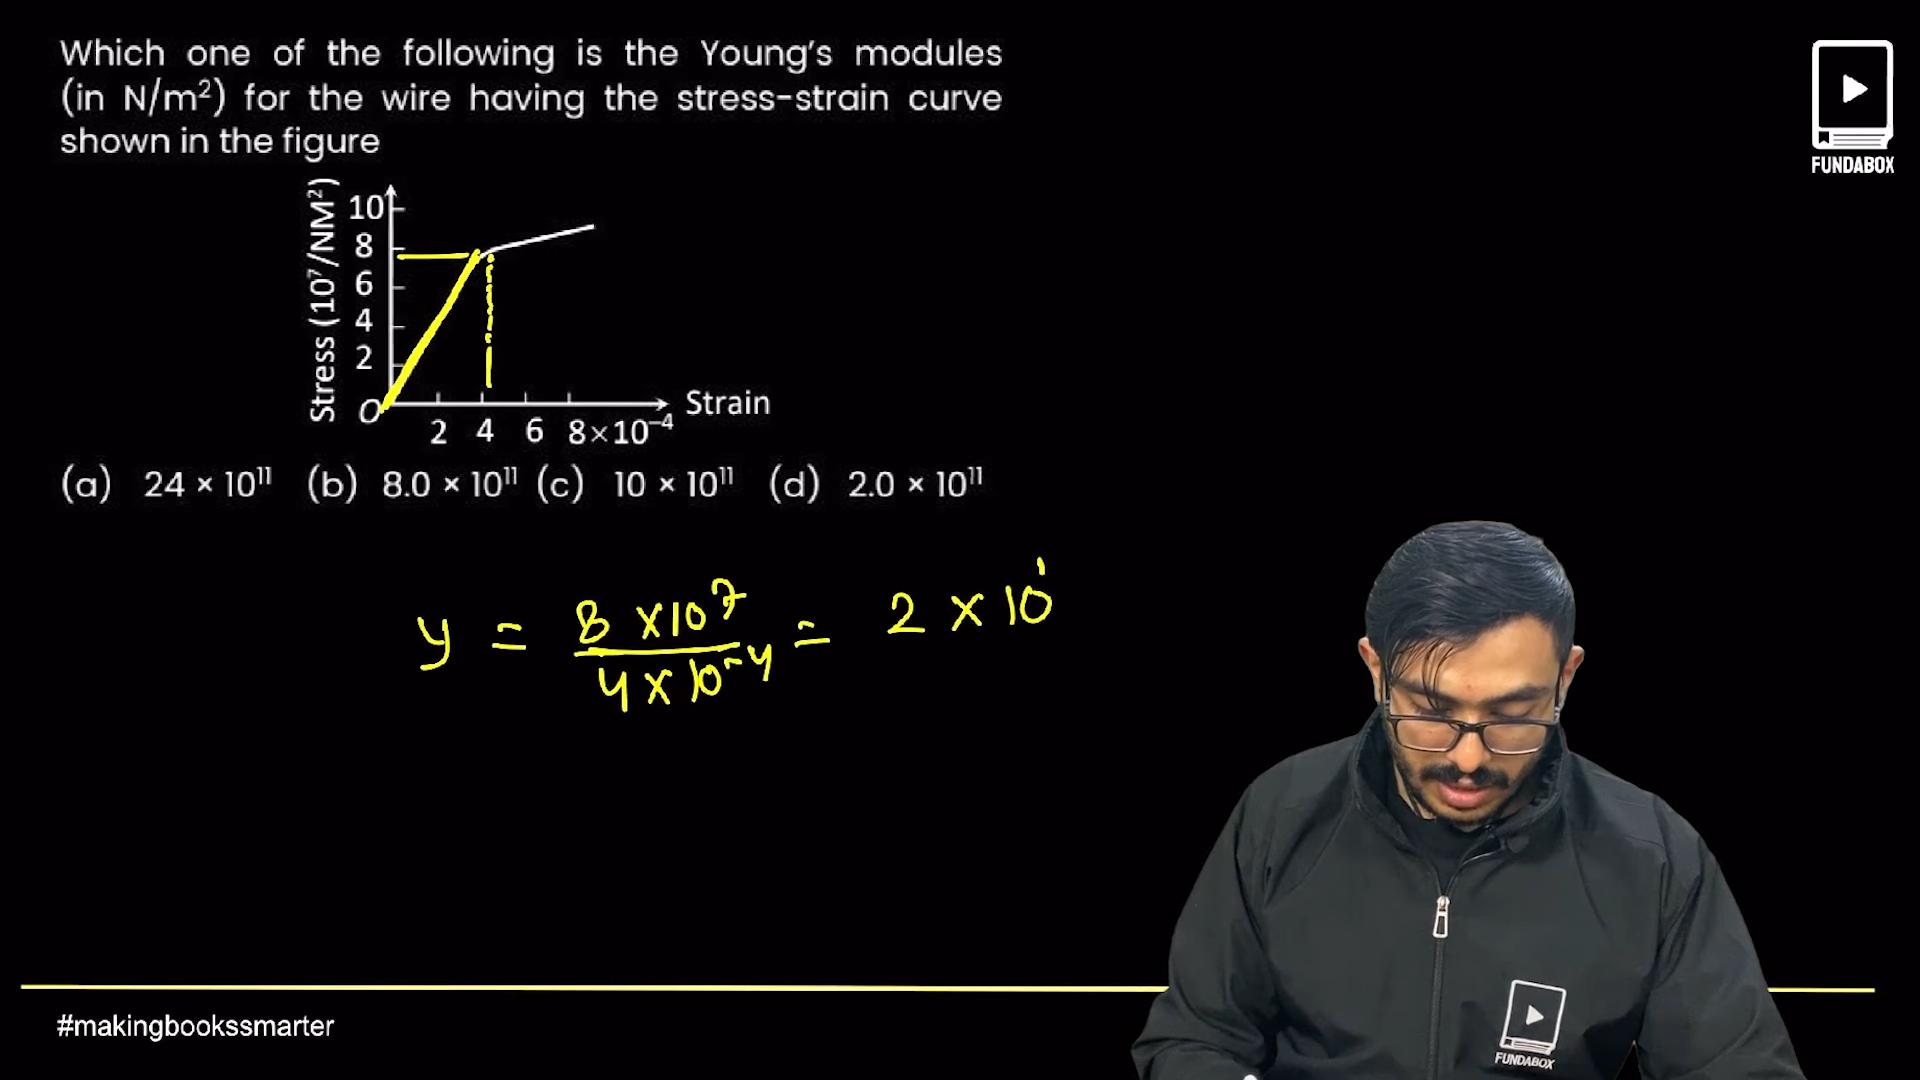 Which one of the following is the Young's modules
(in N/m²) for the wire having the stress-strain curve
shown in the figure
FUNDABOX
Stress (10⁷/NM²)
10
8
6
4
2
O
2 4 6 8×10⁻⁴
Strain
(a) 24 × 10¹¹ (b) 8.0 × 10¹¹ (c) 10 × 10¹¹ (d) 2.0 × 10¹¹
y = 8 × 10⁷ / 4 × 10⁻⁴ = 2 × 10¹
FUNDABOX
#makingbookssmarter